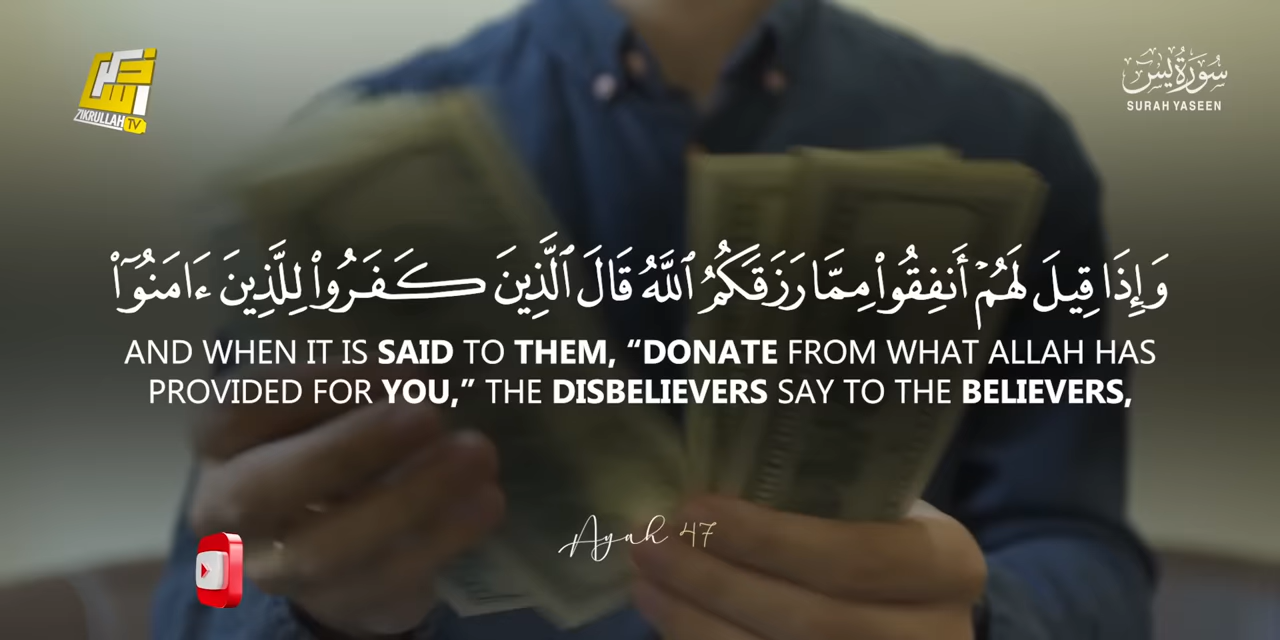 ذكر
الله
ZIKRULLAH TV
سُورَةُ يسٓ
SURAH YASEEN
وَإِذَا قِيلَ لَهُمۡ أَنفِقُواْ مِمَّا رَزَقَكُمُ ٱللَّهُ قَالَ ٱلَّذِينَ كَفَرُواْ لِلَّذِينَ ءَامَنُوٓاْ
AND WHEN IT IS SAID TO THEM, “DONATE FROM WHAT ALLAH HAS
PROVIDED FOR YOU,” THE DISBELIEVERS SAY TO THE BELIEVERS,
Ayah 47